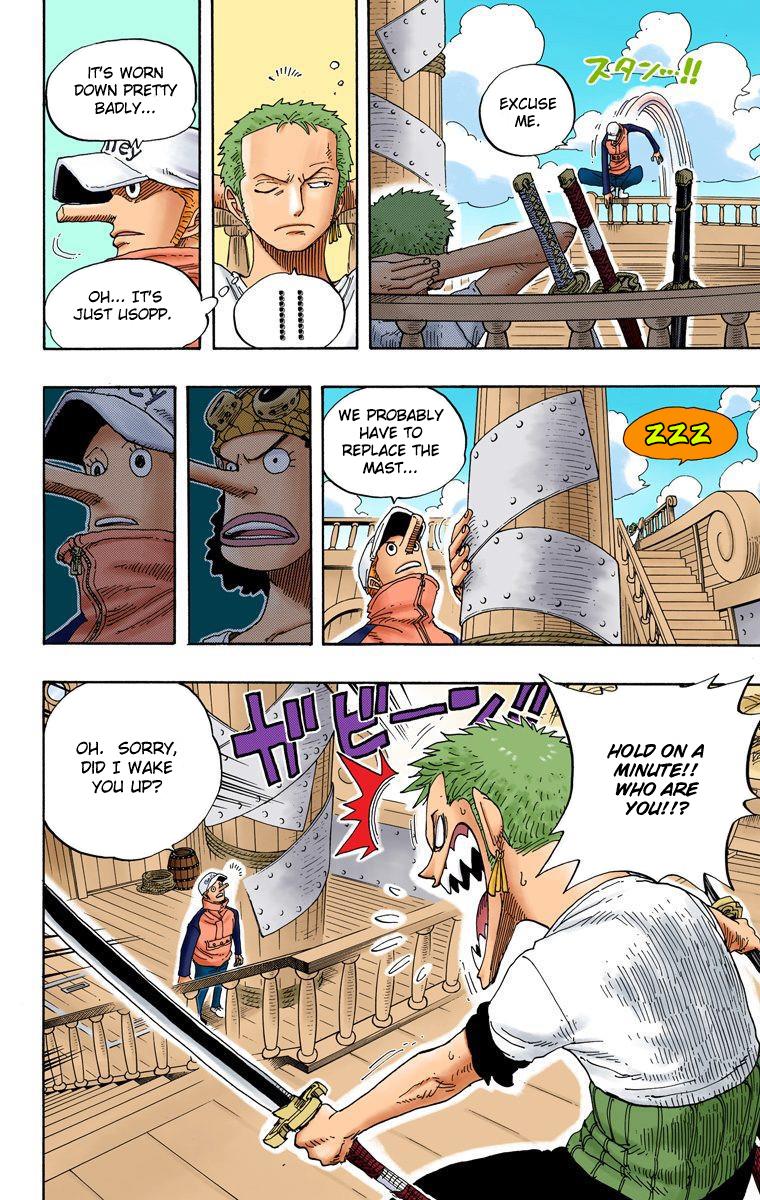 スタン…!!
EXCUSE
ME.
!!
IT'S WORN
DOWN PRETTY
BADLY...
OH... IT'S
JUST USOPP.
ZZZ
WE PROBABLY
HAVE TO
REPLACE THE
MAST...
HOLD ON A
MINUTE!!
WHO ARE
YOU!!?
ガビーン!!
OH. SORRY,
DID I WAKE
YOU UP?